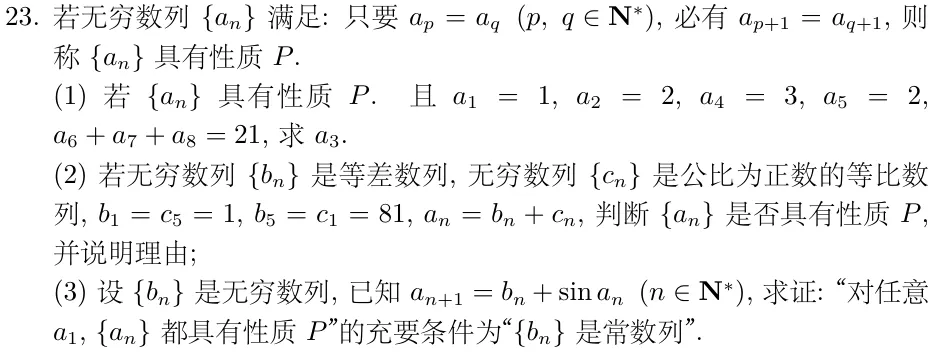 23. 若无穷数列 {aₙ} 满足: 只要 aₚ = a_q (p, q ∈ N*), 必有 aₚ₊₁ = a_{q+1}, 则
称 {aₙ} 具有性质 P.
(1) 若 {aₙ} 具有性质 P. 且 a₁ = 1, a₂ = 2, a₄ = 3, a₅ = 2,
a₆ + a₇ + a₈ = 21, 求 a₃.
(2) 若无穷数列 {bₙ} 是等差数列, 无穷数列 {cₙ} 是公比为正数的等比数
列, b₁ = c₅ = 1, b₅ = c₁ = 81, aₙ = bₙ + cₙ, 判断 {aₙ} 是否具有性质 P,
并说明理由;
(3) 设 {bₙ} 是无穷数列, 已知 aₙ₊₁ = bₙ + sin aₙ (n ∈ N*), 求证: “对任意
a₁, {aₙ} 都具有性质 P”的充要条件为“{bₙ} 是常数列”.